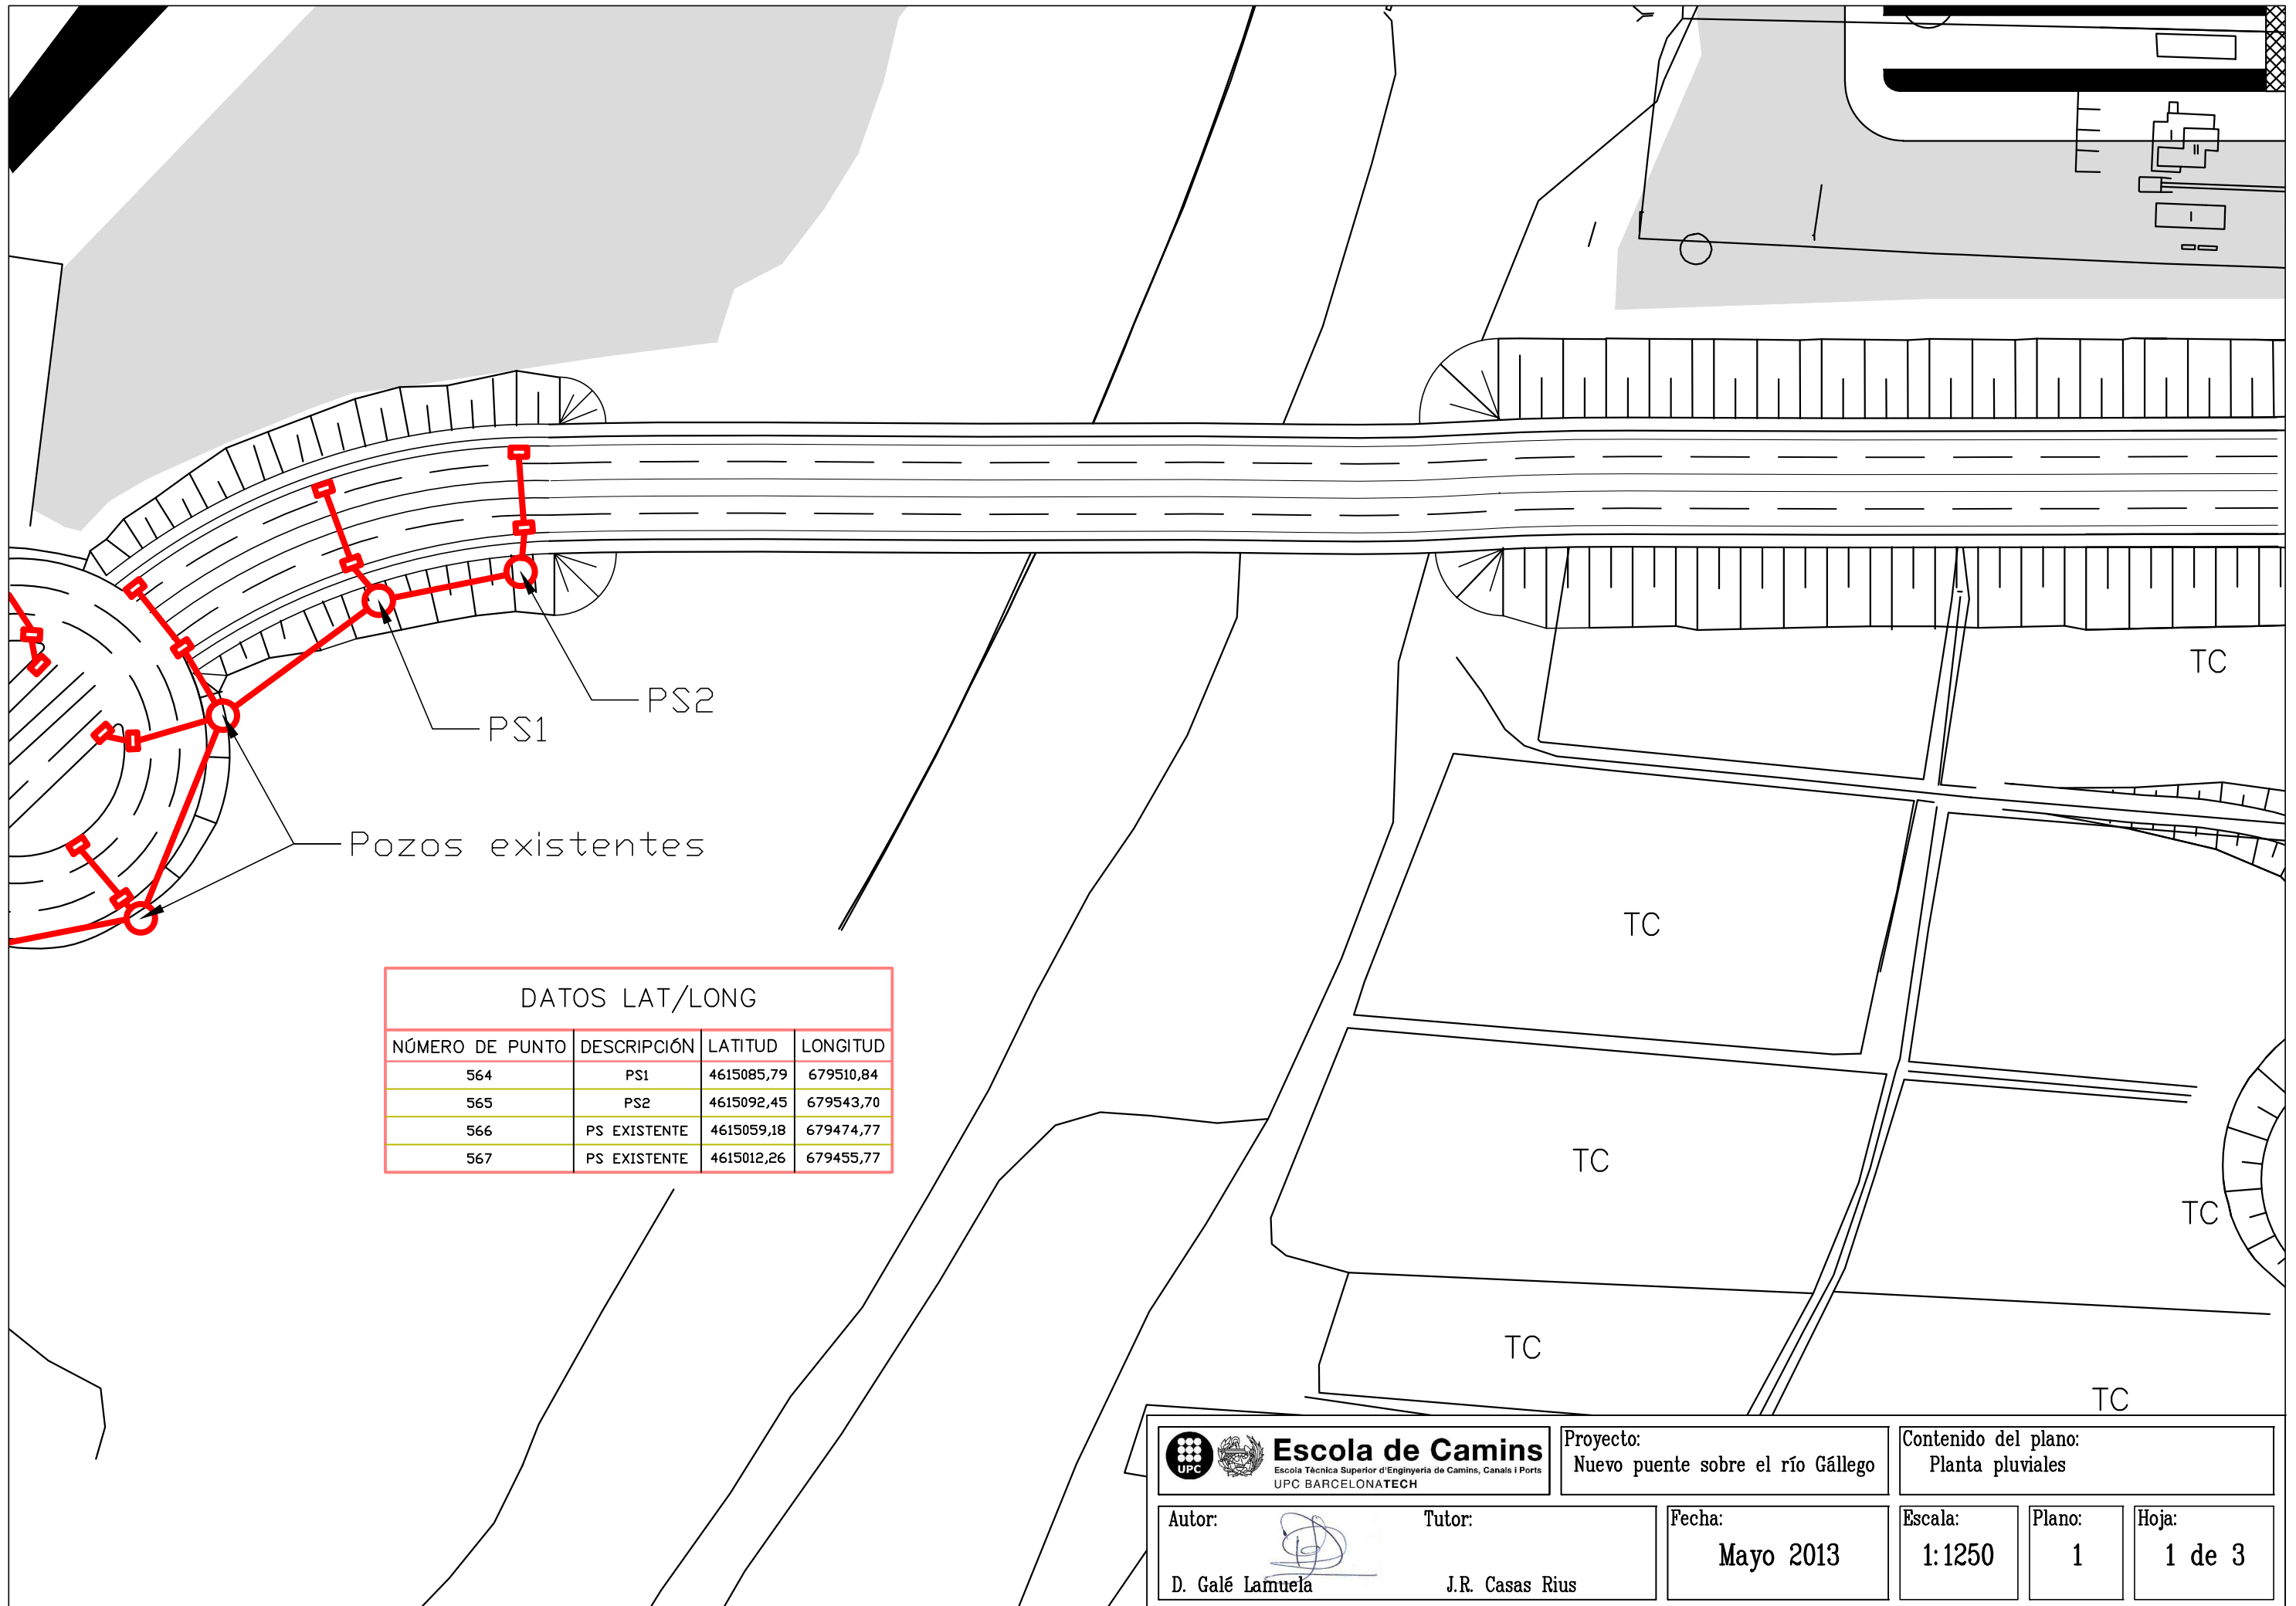 PS2
PS1
Pozos existentes
TC
TC
TC
TC
TC
TC
DATOS LAT/LONG
NÚMERO DE PUNTO DESCRIPCIÓN LATITUD LONGITUD
564 PS1 4615085,79 679510,84
565 PS2 4615092,45 679543,70
566 PS EXISTENTE 4615059,18 679474,77
567 PS EXISTENTE 4615012,26 679455,77
UPC
Escola de Camins
Escola Tècnica Superior d'Enginyeria de Camins, Canals i Ports
UPC BARCELONATECH
Proyecto:
Nuevo puente sobre el río Gállego
Contenido del plano:
Planta pluviales
Autor:
D. Galé Lamuela
Tutor:
J.R. Casas Rius
Fecha:
Mayo 2013
Escala:
1:1250
Plano:
1
Hoja:
1 de 3